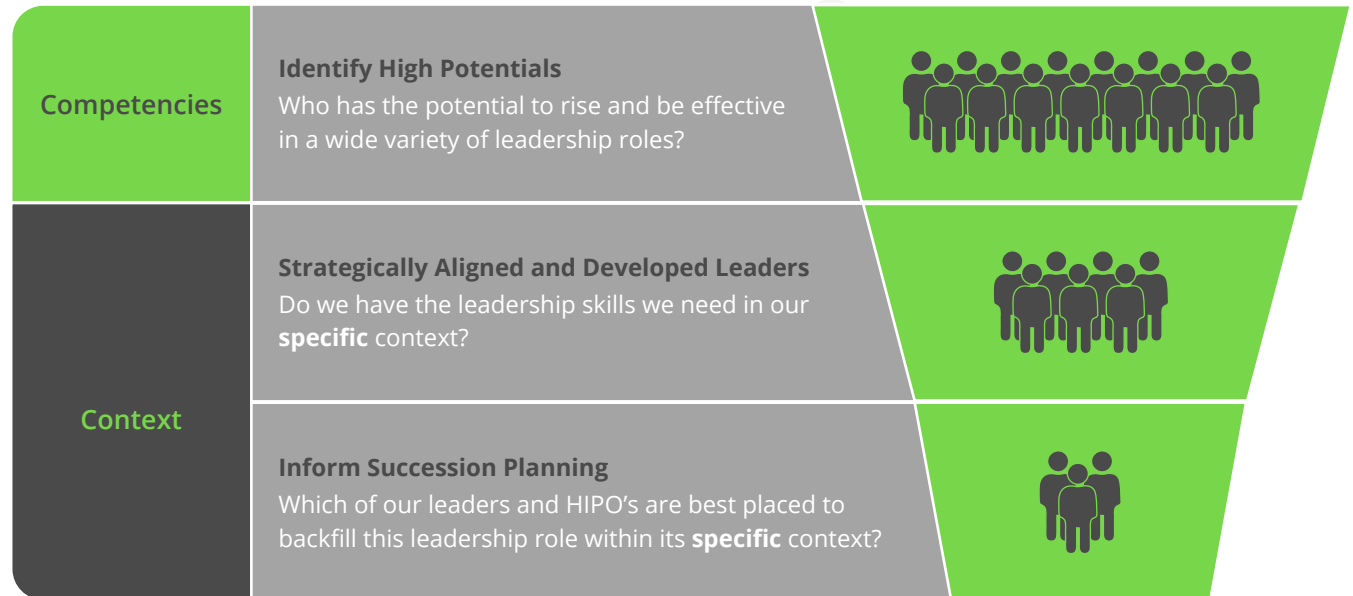 Competencies
Identify High Potentials
Who has the potential to rise and be effective
in a wide variety of leadership roles?
Context
Strategically Aligned and Developed Leaders
Do we have the leadership skills we need in our
specific context?
Inform Succession Planning
Which of our leaders and HIPO’s are best placed to
backfill this leadership role within its specific context?